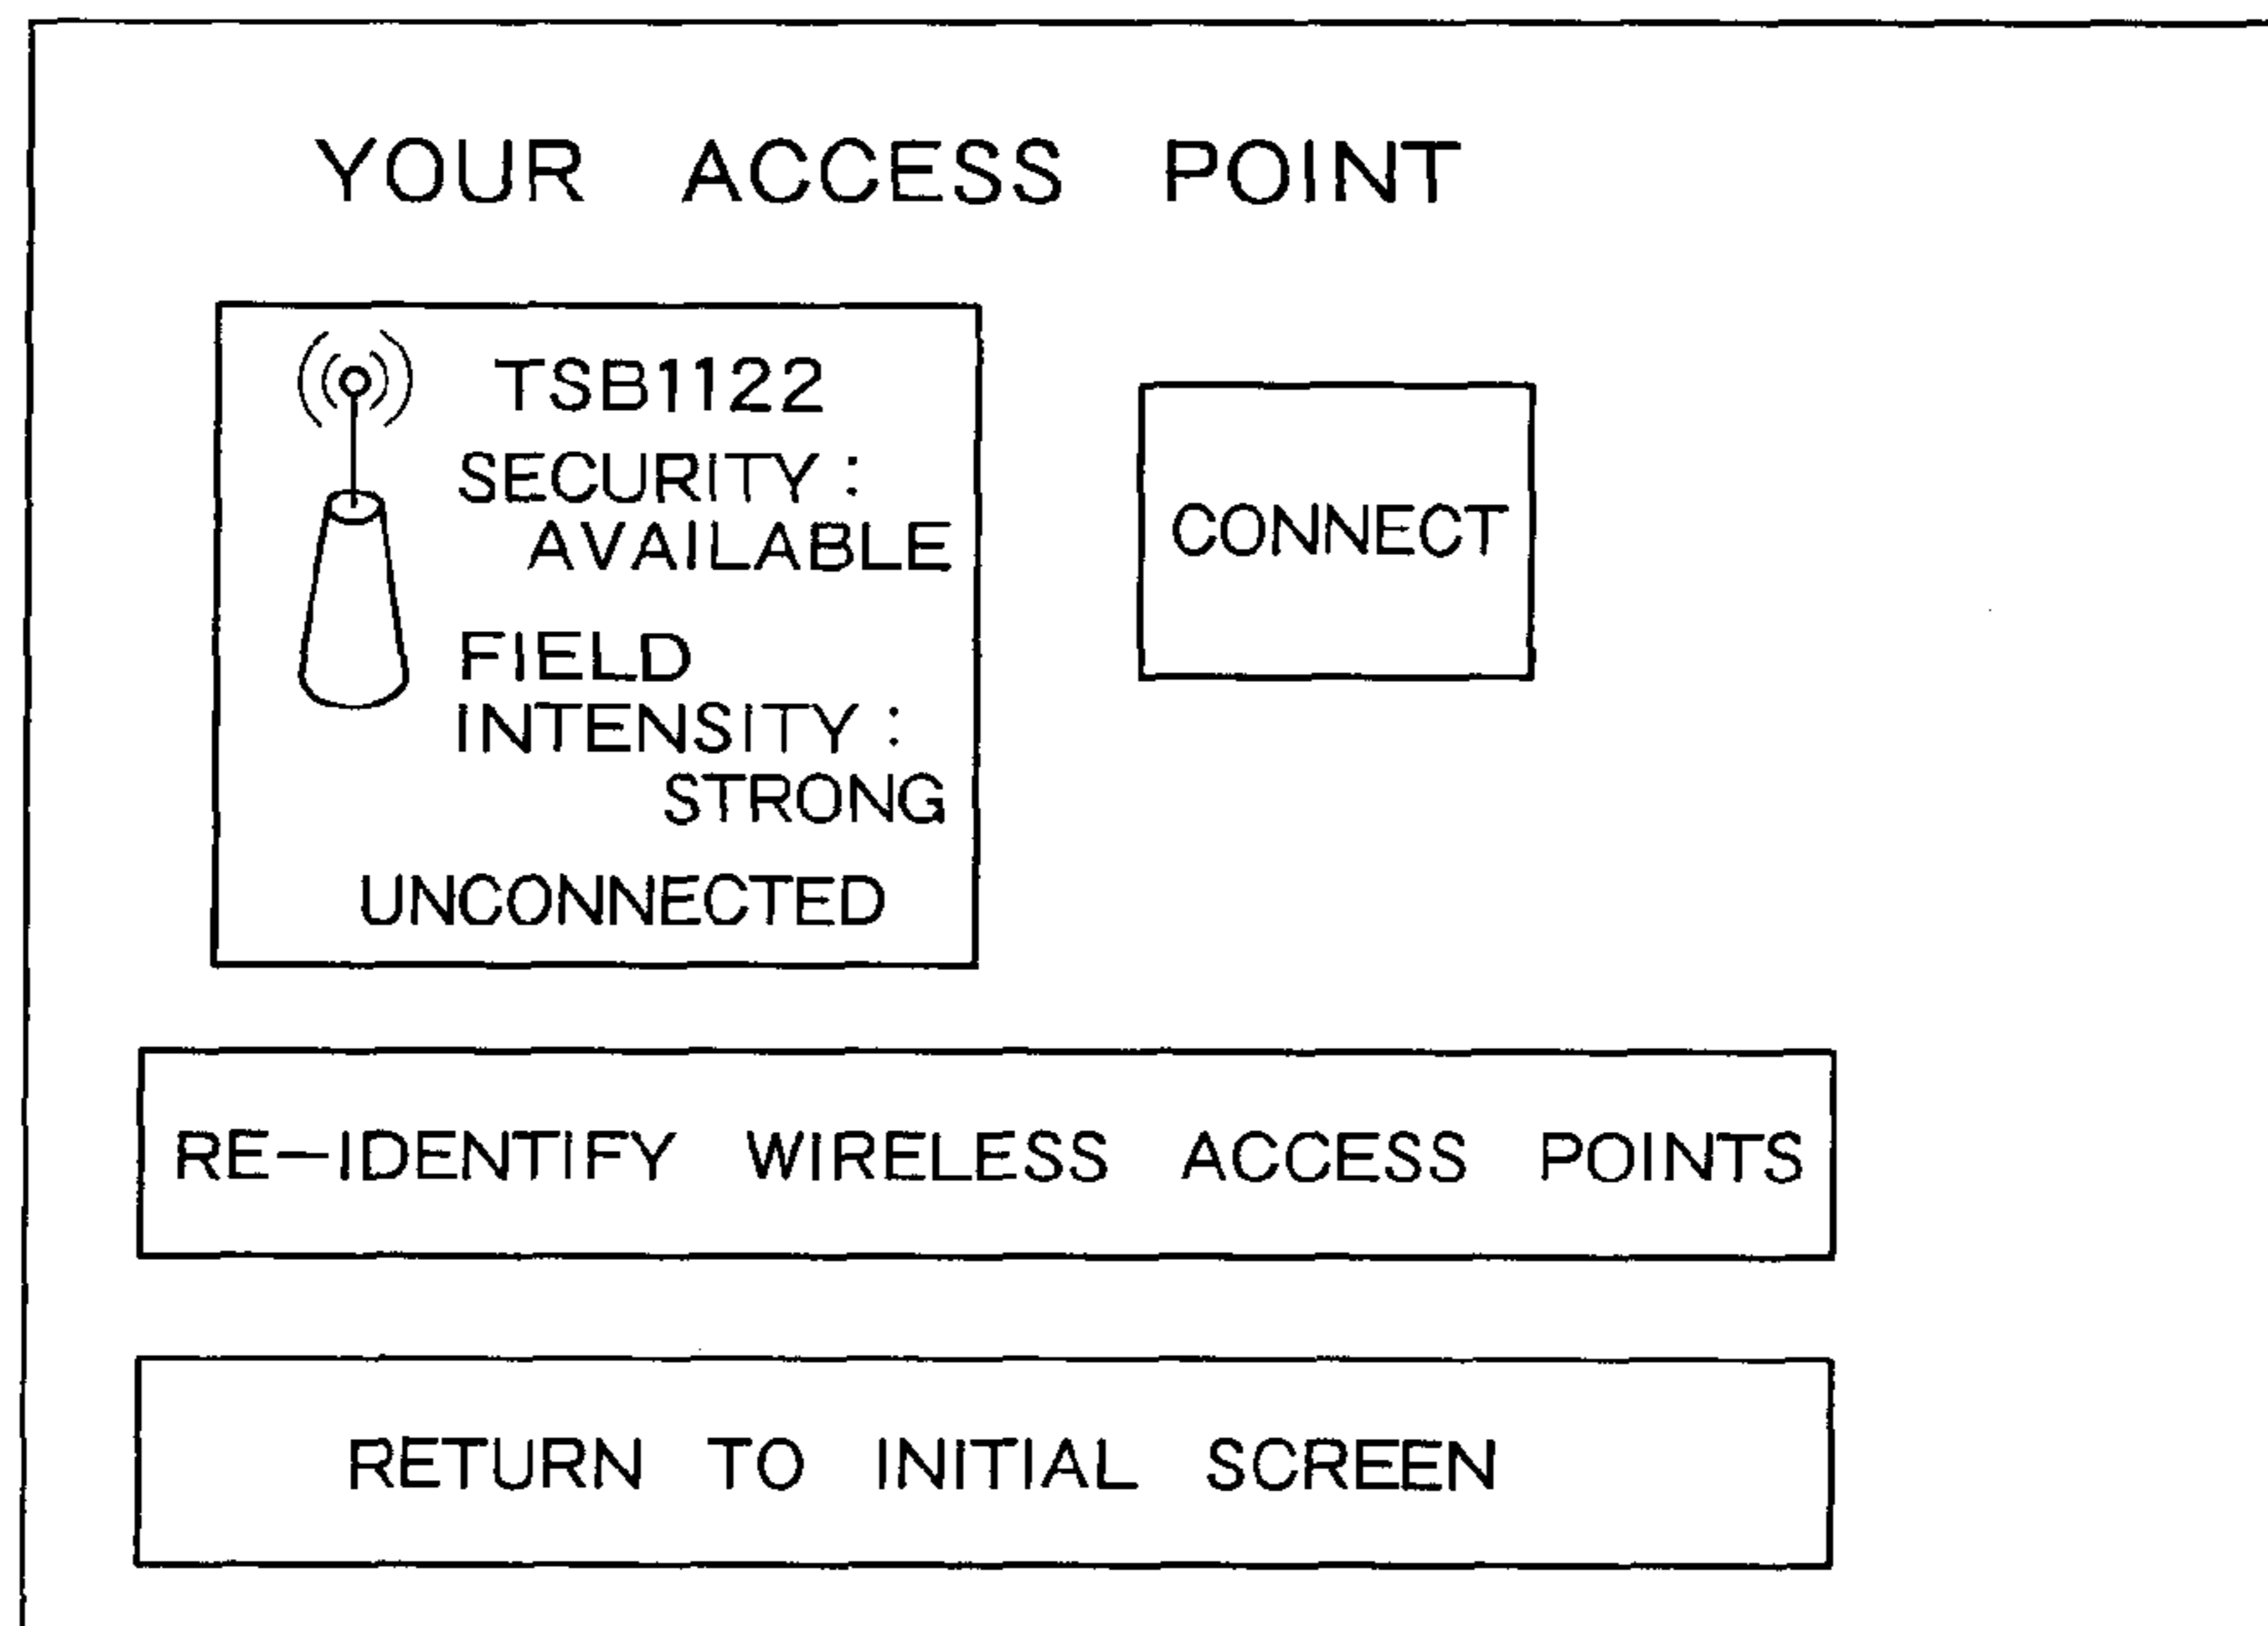 YOUR ACCESS POINT
TSB1122
SECURITY :
AVAILABLE
FIELD
INTENSITY :
STRONG
UNCONNECTED
CONNECT
RE-IDENTIFY WIRELESS ACCESS POINTS
RETURN TO INITIAL SCREEN